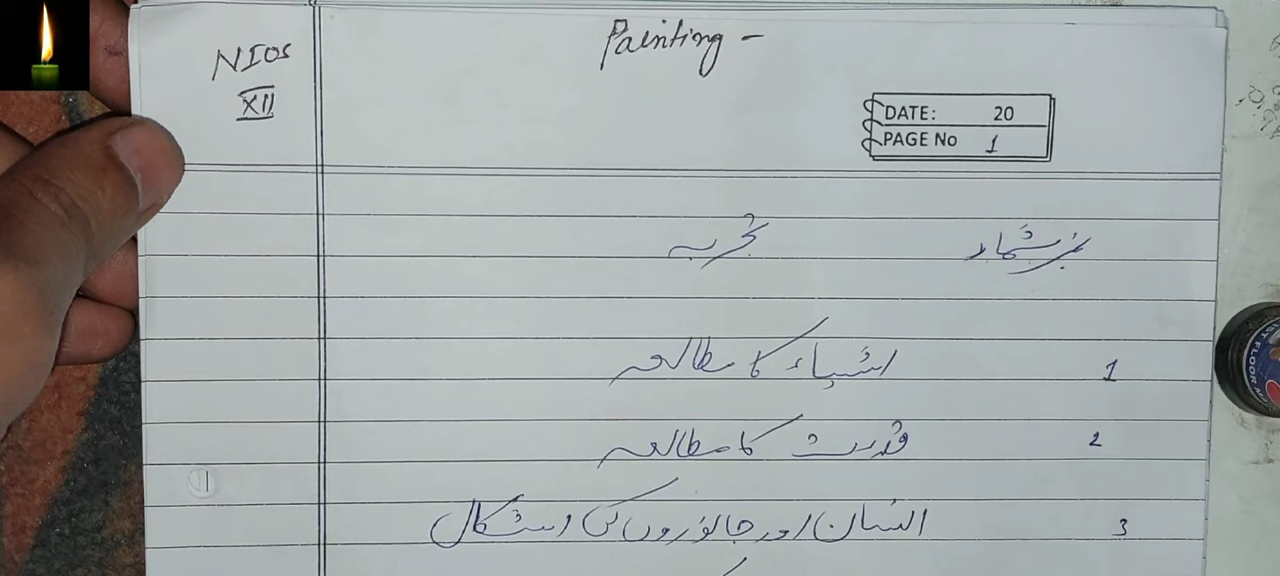 NIOS
XII
Painting -
DATE: 20
PAGE No 1
نمبر شمار تجربہ
1 اشیاء کا مطالعہ
2 قدرت کا مطالعہ
3 انسان اور جانوروں کی اشکال